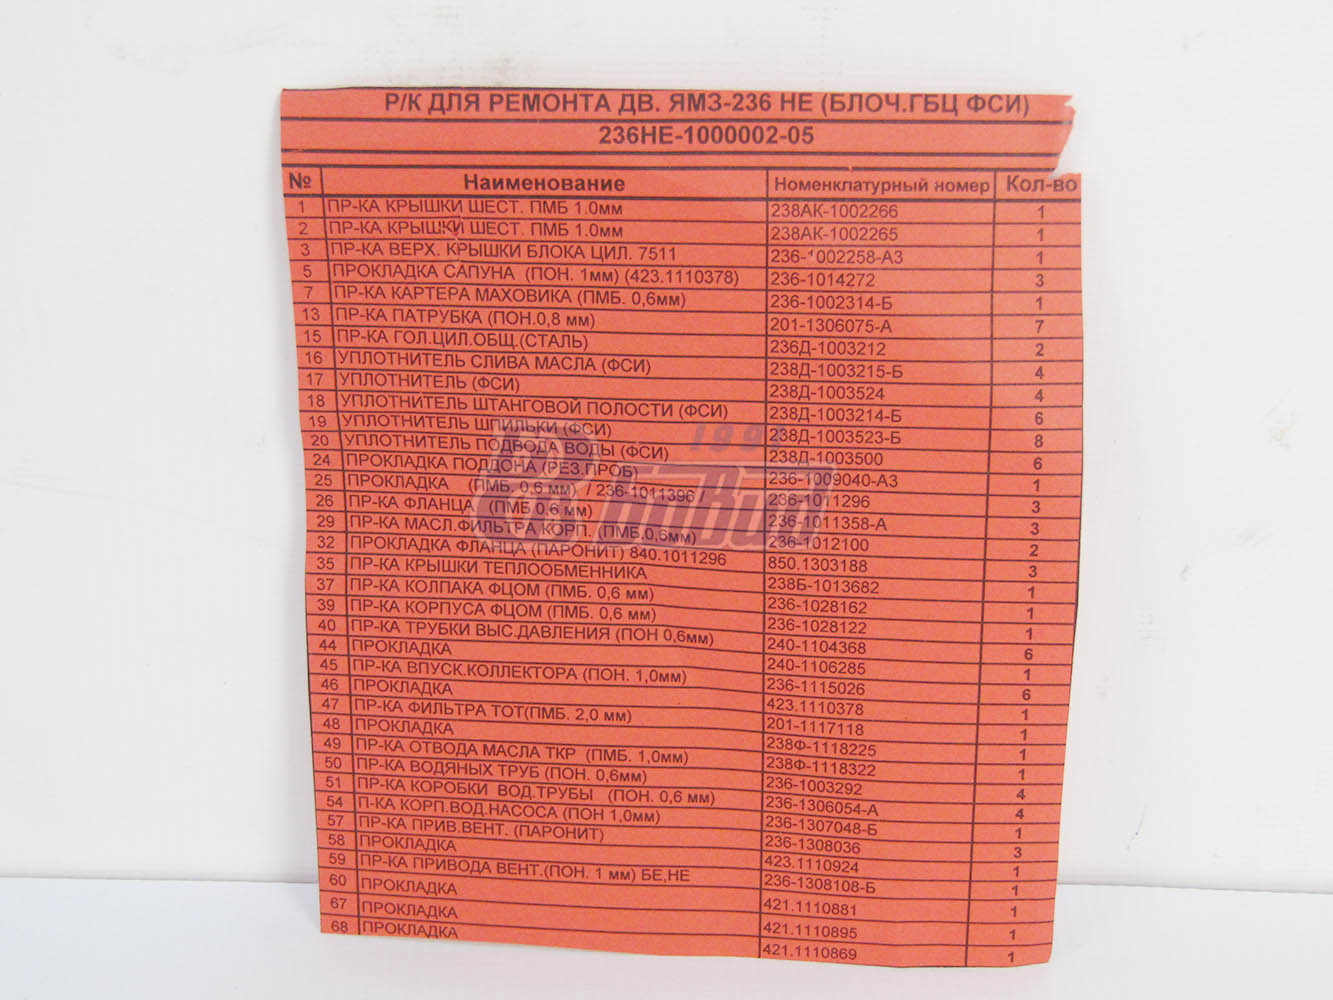 Р/К ДЛЯ РЕМОНТА ДВ. ЯМЗ-236 НЕ (БЛОЧ.ГБЦ ФСИ)
236НЕ-1000002-05
№ Наименование Номенклатурный номер Кол-во
1 ПР-КА КРЫШКИ ШЕСТ. ПМБ 1.0мм 238АК-1002266 1
2 ПР-КА КРЫШКИ ШЕСТ. ПМБ 1.0мм 238АК-1002265 1
3 ПР-КА ВЕРХ. КРЫШКИ БЛОКА ЦИЛ. 7511 236-1002258-А3 1
5 ПРОКЛАДКА САПУНА (ПОН. 1мм) (423.1110378) 236-1014272 3
7 ПР-КА КАРТЕРА МАХОВИКА (ПМБ. 0,6мм) 236-1002314-Б 1
13 ПР-КА ПАТРУБКА (ПОН.0,8 мм) 201-1306075-А 7
15 ПР-КА ГОЛ.ЦИЛ.ОБЩ.(СТАЛЬ) 236Д-1003212 2
16 УПЛОТНИТЕЛЬ СЛИВА МАСЛА (ФСИ) 238Д-1003215-Б 4
17 УПЛОТНИТЕЛЬ (ФСИ) 238Д-1003524 4
18 УПЛОТНИТЕЛЬ ШТАНГОВОЙ ПОЛОСТИ (ФСИ) 238Д-1003214-Б 6
19 УПЛОТНИТЕЛЬ ШПИЛЬКИ (ФСИ) 238Д-1003523-Б 8
20 УПЛОТНИТЕЛЬ ПОДВОДА ВОДЫ (ФСИ) 238Д-1003500 6
24 ПРОКЛАДКА ПОДДОНА (РЕЗ.ПРОБ) 236-1009040-А3 1
25 ПРОКЛАДКА (ПМБ. 0,6 мм) / 236-1011396 236-1011296 3
26 ПР-КА ФЛАНЦА (ПМБ 0,6 мм) 236-1011358-А 3
29 ПР-КА МАСЛ.ФИЛЬТРА КОРП. (ПМБ,0,6мм) 236-1012100 2
32 ПРОКЛАДКА ФЛАНЦА (ПАРОНИТ) 840.1011296 850.1303188 3
35 ПР-КА КРЫШКИ ТЕПЛООБМЕННИКА 238Б-1013682 1
37 ПР-КА КОЛПАКА ФЦОМ (ПМБ. 0,6 мм) 236-1028162 1
39 ПР-КА КОРПУСА ФЦОМ (ПМБ. 0,6 мм) 236-1028122 1
40 ПР-КА ТРУБКИ ВЫС.ДАВЛЕНИЯ (ПОН 0,6мм) 240-1104368 6
44 ПРОКЛАДКА 240-1106285 1
45 ПР-КА ВПУСК.КОЛЛЕКТОРА (ПОН. 1,0мм) 236-1115026 6
46 ПРОКЛАДКА 423.1110378 1
47 ПР-КА ФИЛЬТРА ТОТ(ПМБ. 2,0 мм) 201-1117118 1
48 ПРОКЛАДКА 238Ф-1118225 1
49 ПР-КА ОТВОДА МАСЛА ТКР (ПМБ. 1,0мм) 238Ф-1118322 1
50 ПР-КА ВОДЯНЫХ ТРУБ (ПОН. 0,6мм) 236-1003292 4
51 ПР-КА КОРОБКИ ВОД.ТРУБЫ (ПОН. 0,6 мм) 236-1306054-А 4
54 П-КА КОРП.ВОД.НАСОСА (ПОН 1,0мм) 236-1307048-Б 1
57 ПР-КА ПРИВ.ВЕНТ. (ПАРОНИТ) 236-1308036 3
58 ПРОКЛАДКА 423.1110924 1
59 ПР-КА ПРИВОДА ВЕНТ.(ПОН. 1 мм) БЕ,НЕ 236-1308108-Б 1
60 ПРОКЛАДКА 421.1110881 1
67 ПРОКЛАДКА 421.1110895 1
68 ПРОКЛАДКА 421.1110869 1